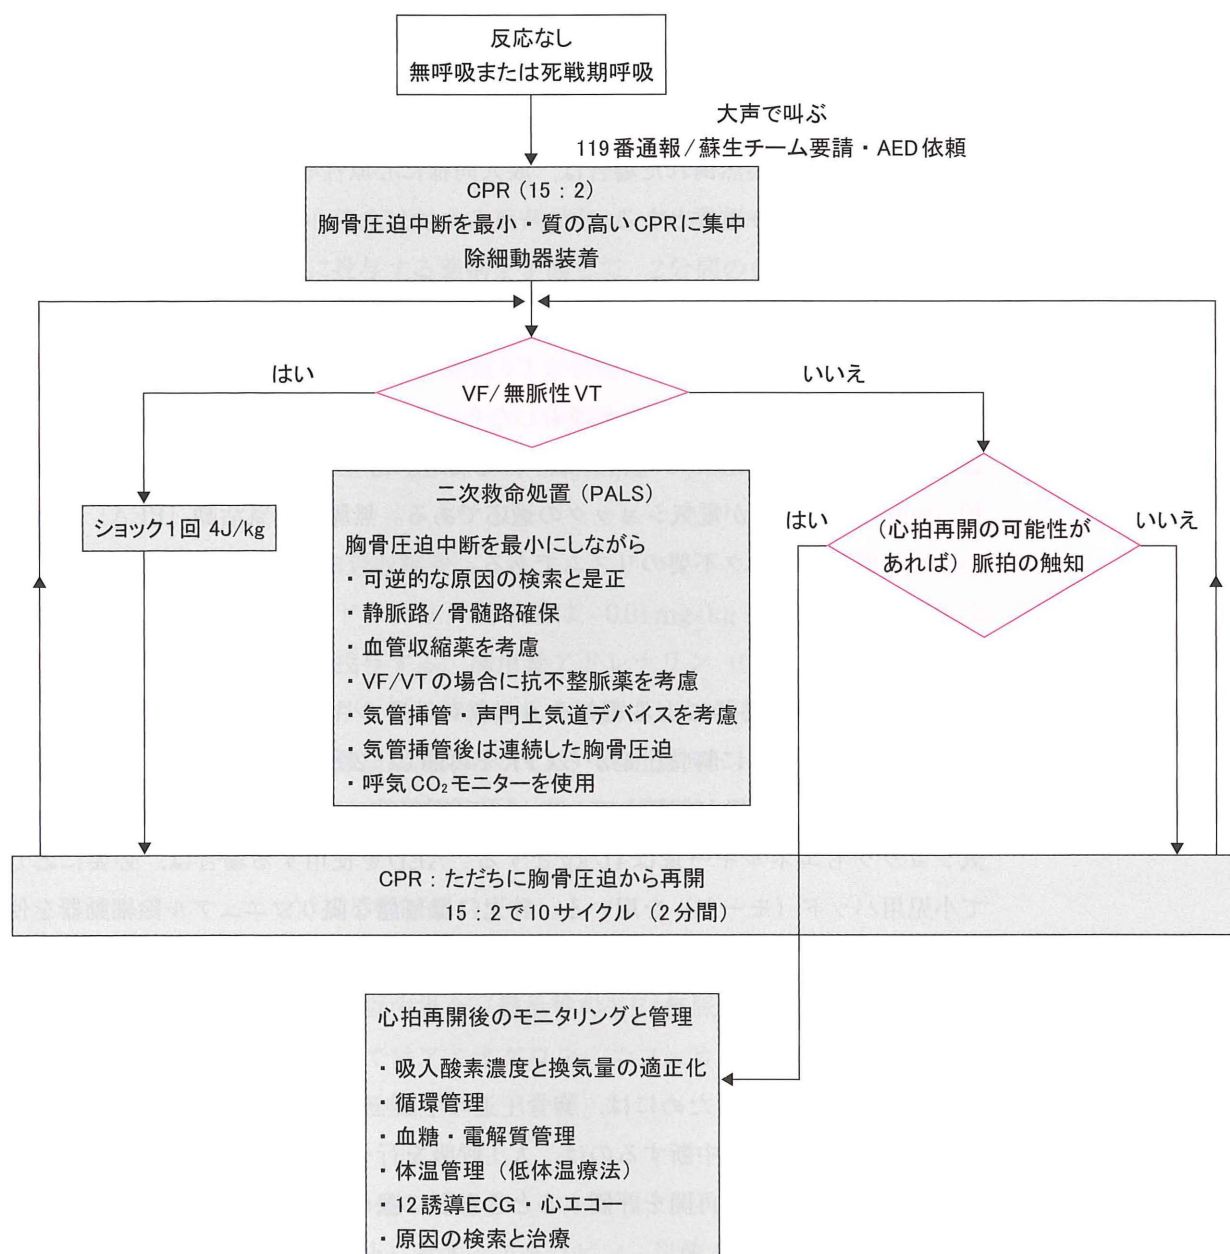 反応なし
無呼吸または死戦期呼吸
大声で叫ぶ
119番通報/蘇生チーム要請・AED依頼
CPR(15:2)
胸骨圧迫中断を最小・質の高いCPRに集中
除細動器装着
はい
VF/無脈性VT
いいえ
ショック1回 4J/kg
二次救命処置(PALS)
胸骨圧迫中断を最小にしながら
・可逆的な原因の検索と是正
・静脈路/骨髄路確保
・血管収縮薬を考慮
・VF/VTの場合に抗不整脈薬を考慮
・気管挿管・声門上気道デバイスを考慮
・気管挿管後は連続した胸骨圧迫
・呼気CO₂モニターを使用
はい
(心拍再開の可能性が
あれば)脈拍の触知
いいえ
CPR:ただちに胸骨圧迫から再開
15:2で10サイクル(2分間)
心拍再開後のモニタリングと管理
・吸入酸素濃度と換気量の適正化
・循環管理
・血糖・電解質管理
・体温管理(低体温療法)
・12誘導ECG・心エコー
・原因の検索と治療